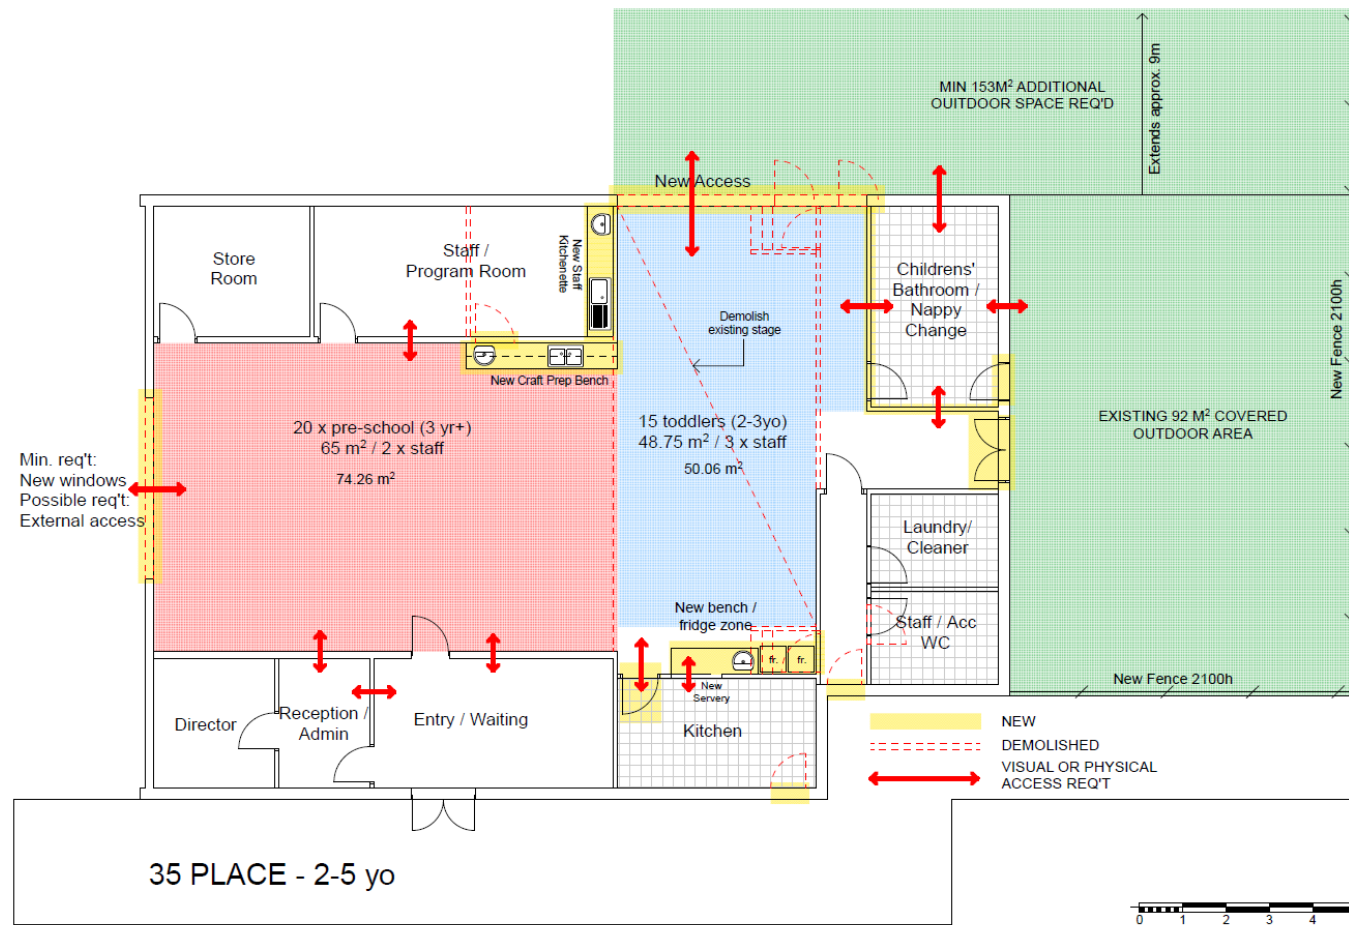 MIN 153M² ADDITIONAL
OUITDOOR SPACE REQ'D
Extends approx. 9m
New Access
Store
Room
Staff /
Program Room
New Staff
Kitchenette
Childrens'
Bathroom /
Nappy
Change
Demolish
existing stage
New Fence 2100h
New Craft Prep Bench
20 x pre-school (3 yr+)
65 m² / 2 x staff
74.26 m²
15 toddlers (2-3yo)
48.75 m² / 3 x staff
50.06 m²
EXISTING 92 M² COVERED
OUTDOOR AREA
Min. req't:
New windows
Possible req't:
External access
Laundry/
Cleaner
New bench /
fridge zone
Staff / Acc
WC
fr.
fr.
New Fence 2100h
New
Servery
Director
Reception /
Admin
Entry / Waiting
Kitchen
NEW
DEMOLISHED
VISUAL OR PHYSICAL
ACCESS REQ'T
35 PLACE - 2-5 yo
0 1 2 3 4